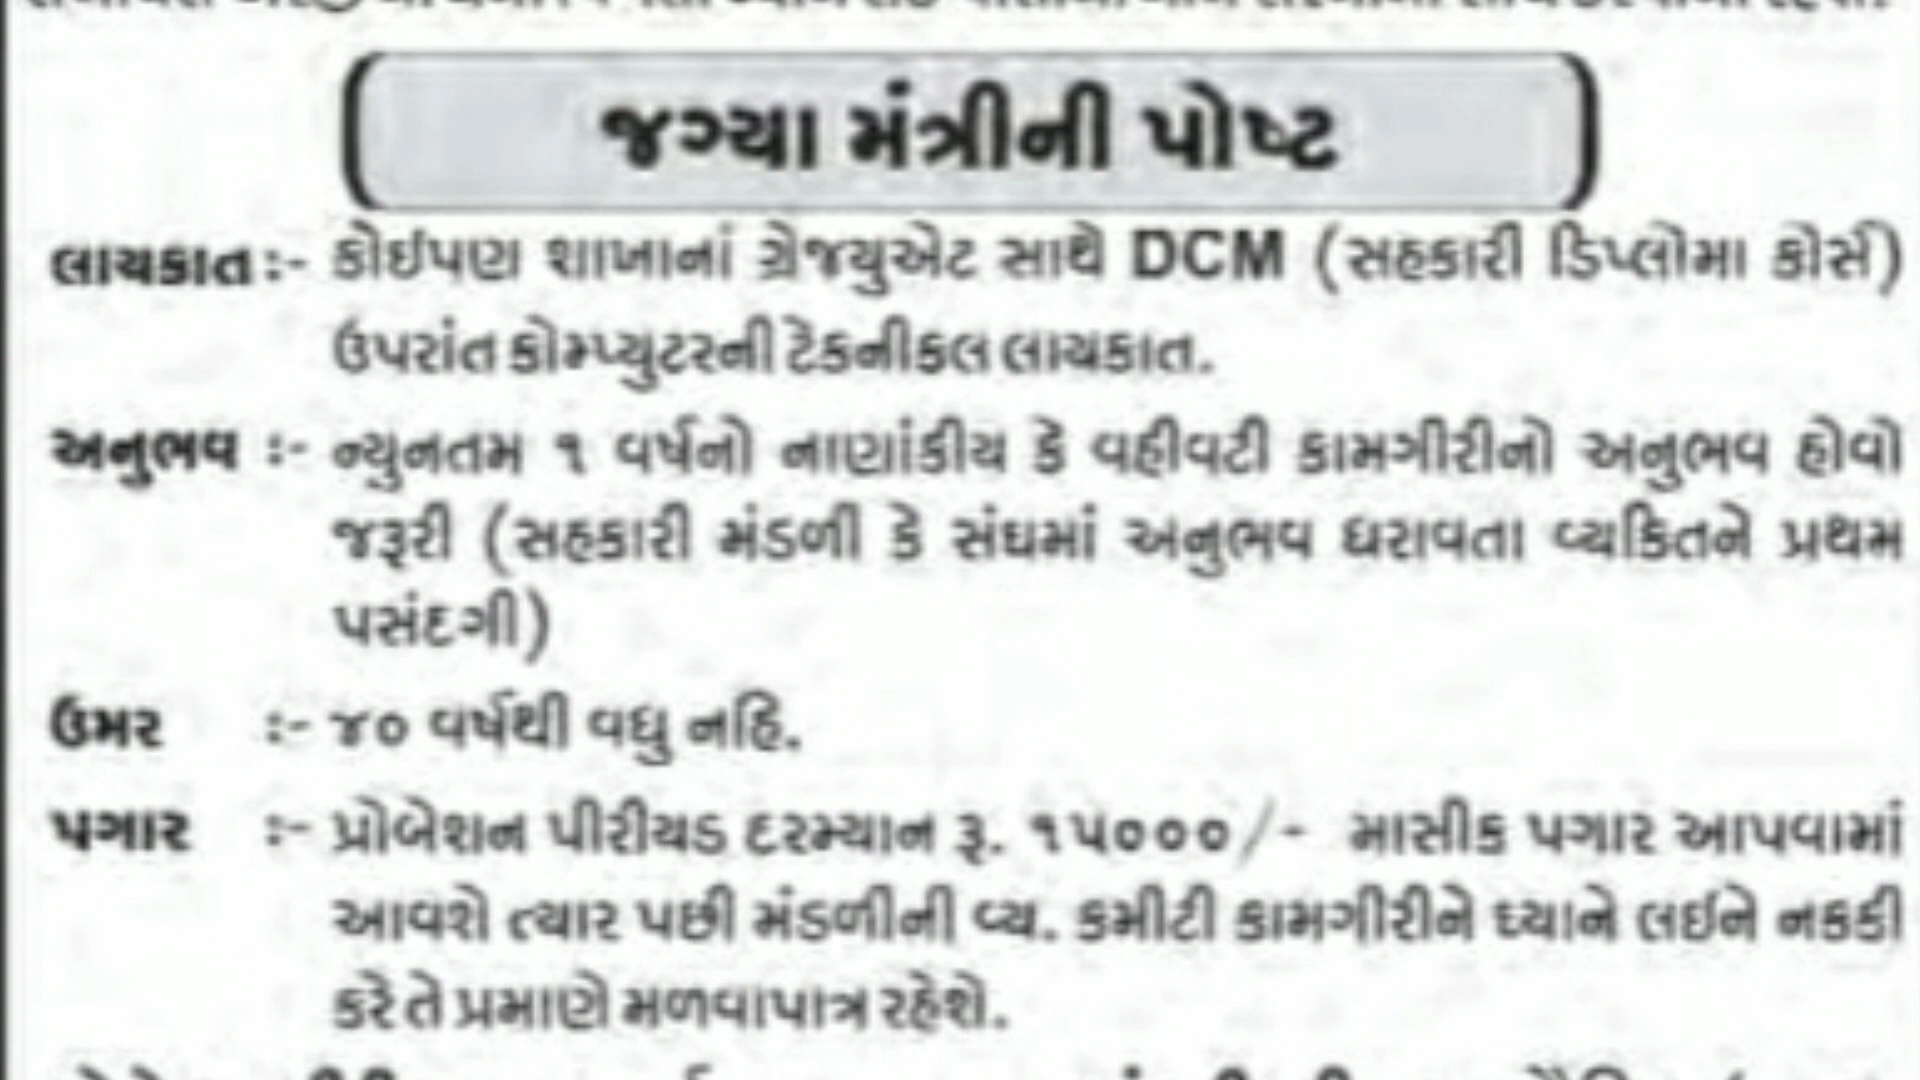 જગ્યા મંત્રીની પોષ્ટ
લાયકાત :- કોઈપણ શાખાનાં ગ્રેજ્યુએટ સાથે DCM (સહકારી ડિપ્લોમા કોર્સ)
ઉપરાંત કોમ્પ્યુટરની ટેકનીકલ લાયકાત.
અનુભવ :- ન્યુનતમ ૧ વર્ષનો નાણાંકીય કે વહીવટી કામગીરીનો અનુભવ હોવો
જરૂરી (સહકારી મંડળી કે સંઘમાં અનુભવ ધરાવતા વ્યકિતને પ્રથમ
પસંદગી)
ઉંમર :- ૪૦ વર્ષથી વધુ નહિ.
પગાર :- પ્રોબેશન પીરીયડ દરમ્યાન રૂ. ૧૫૦૦૦/- માસીક પગાર આપવામાં
આવશે ત્યાર પછી મંડળીની વ્ય. કમીટી કામગીરીને ધ્યાને લઈને નકકી
કરે તે પ્રમાણે મળવાપાત્ર રહેશે.